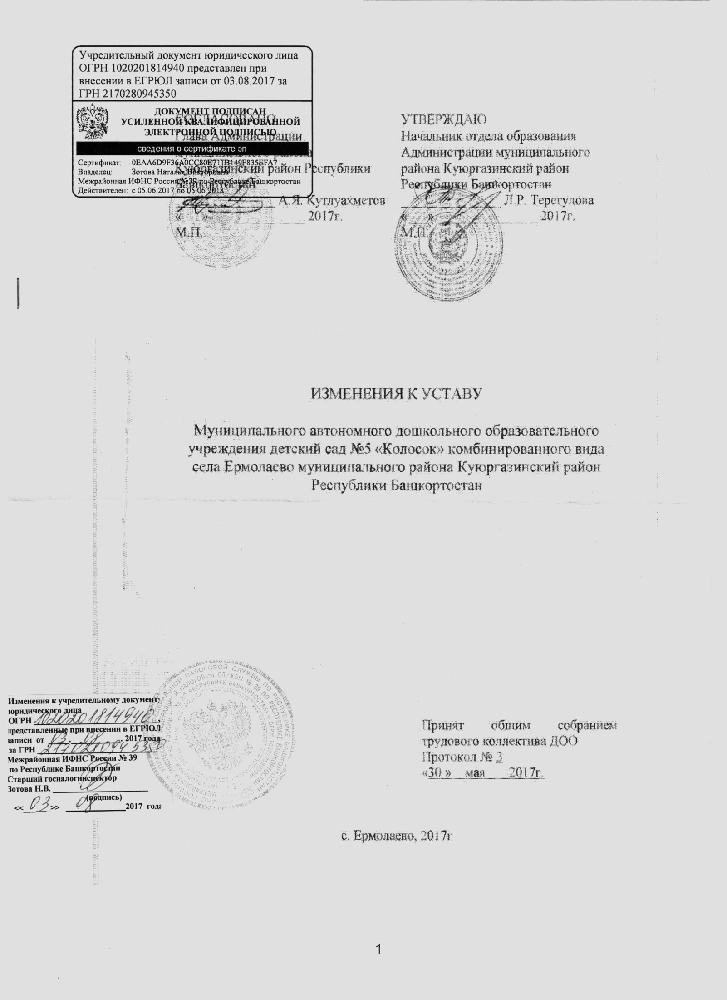 Учредительный документ юридического лица
ОГРН 1020201814940 представлен при
внесении в ЕГРЮЛ записи от 03.08.2017 за
ГРН 2170280945350
ДОКУМЕНТ ПОДПИСАН
УСИЛЕННОЙ КВАЛИФИЦИРОВАННОЙ
ЭЛЕКТРОННОЙ ПОДПИСЬЮ
сведения о сертификате эп
Сертификат: 0EAA6D9F36A0CC80E711B149F835EFA7
Владелец: Зотова Наталья Викторовна
Межрайонная ИФНС России №39 по Республике Башкортостан
Действителен: с 05.06.2017 по 05.06.2018
СОГЛАСОВАНО
Глава Администрации
муниципального района
Куюргазинский район Республики
Башкортостан
А.Я. Кутлуахметов
«___» ______________ 2017г.
М.П.
УТВЕРЖДАЮ
Начальник отдела образования
Администрации муниципального
района Куюргазинский район
Республики Башкортостан
Л.Р. Терегулова
«___» ______________ 2017г.
М.П.
ИЗМЕНЕНИЯ К УСТАВУ
Муниципального автономного дошкольного образовательного
учреждения детский сад №5 «Колосок» комбинированного вида
села Ермолаево муниципального района Куюргазинский район
Республики Башкортостан
Изменения к учредительному документу
юридического лица
ОГРН 1020201814940,
представленные при внесении в ЕГРЮЛ
записи от 03. 08. 2017 года
за ГРН 2170280945350
Межрайонная ИФНС России № 39
по Республике Башкортостан
Старший госналогинспектор
Зотова Н.В.
(подпись)
<<03>> 08 2017 года
Принят общим собранием
трудового коллектива ДОО
Протокол № 3
«30 » мая 2017г.
с. Ермолаево, 2017г
1